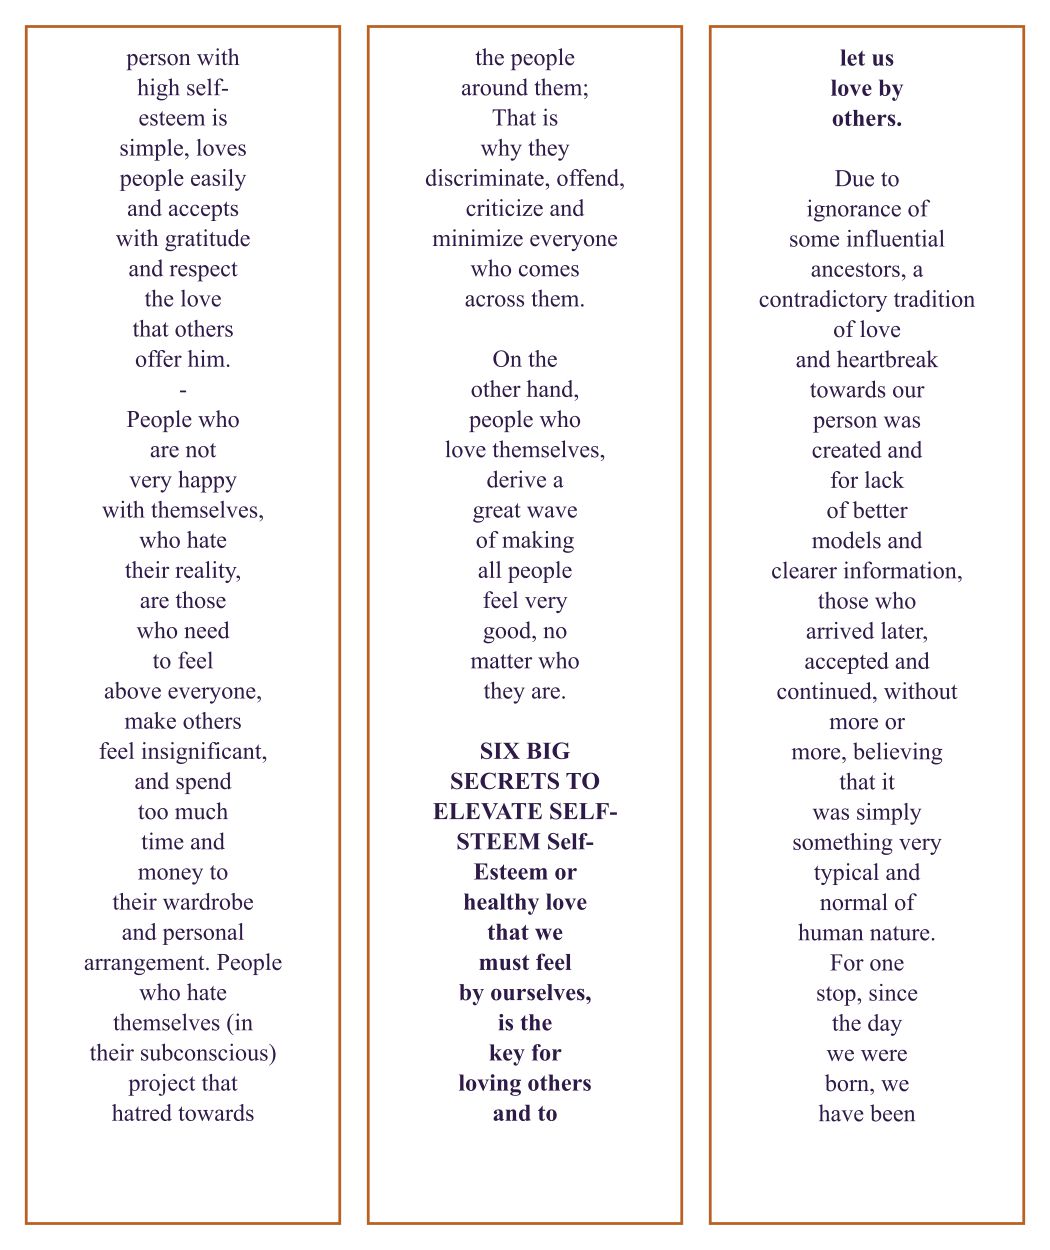 person with
high self-
esteem is
simple, loves
people easily
and accepts
with gratitude
and respect
the love
that others
offer him.
-
People who
are not
very happy
with themselves,
who hate
their reality,
are those
who need
to feel
above everyone,
make others
feel insignificant,
and spend
too much
time and
money to
their wardrobe
and personal
arrangement. People
who hate
themselves (in
their subconscious)
project that
hatred towards
the people
around them;
That is
why they
discriminate, offend,
criticize and
minimize everyone
who comes
across them.
On the
other hand,
people who
love themselves,
derive a
great wave
of making
all people
feel very
good, no
matter who
they are.
SIX BIG
SECRETS TO
ELEVATE SELF-
STEEM Self-
Esteem or
healthy love
that we
must feel
by ourselves,
is the
key for
loving others
and to
let us
love by
others.
Due to
ignorance of
some influential
ancestors, a
contradictory tradition
of love
and heartbreak
towards our
person was
created and
for lack
of better
models and
clearer information,
those who
arrived later,
accepted and
continued, without
more or
more, believing
that it
was simply
something very
typical and
normal of
human nature.
For one
stop, since
the day
we were
born, we
have been